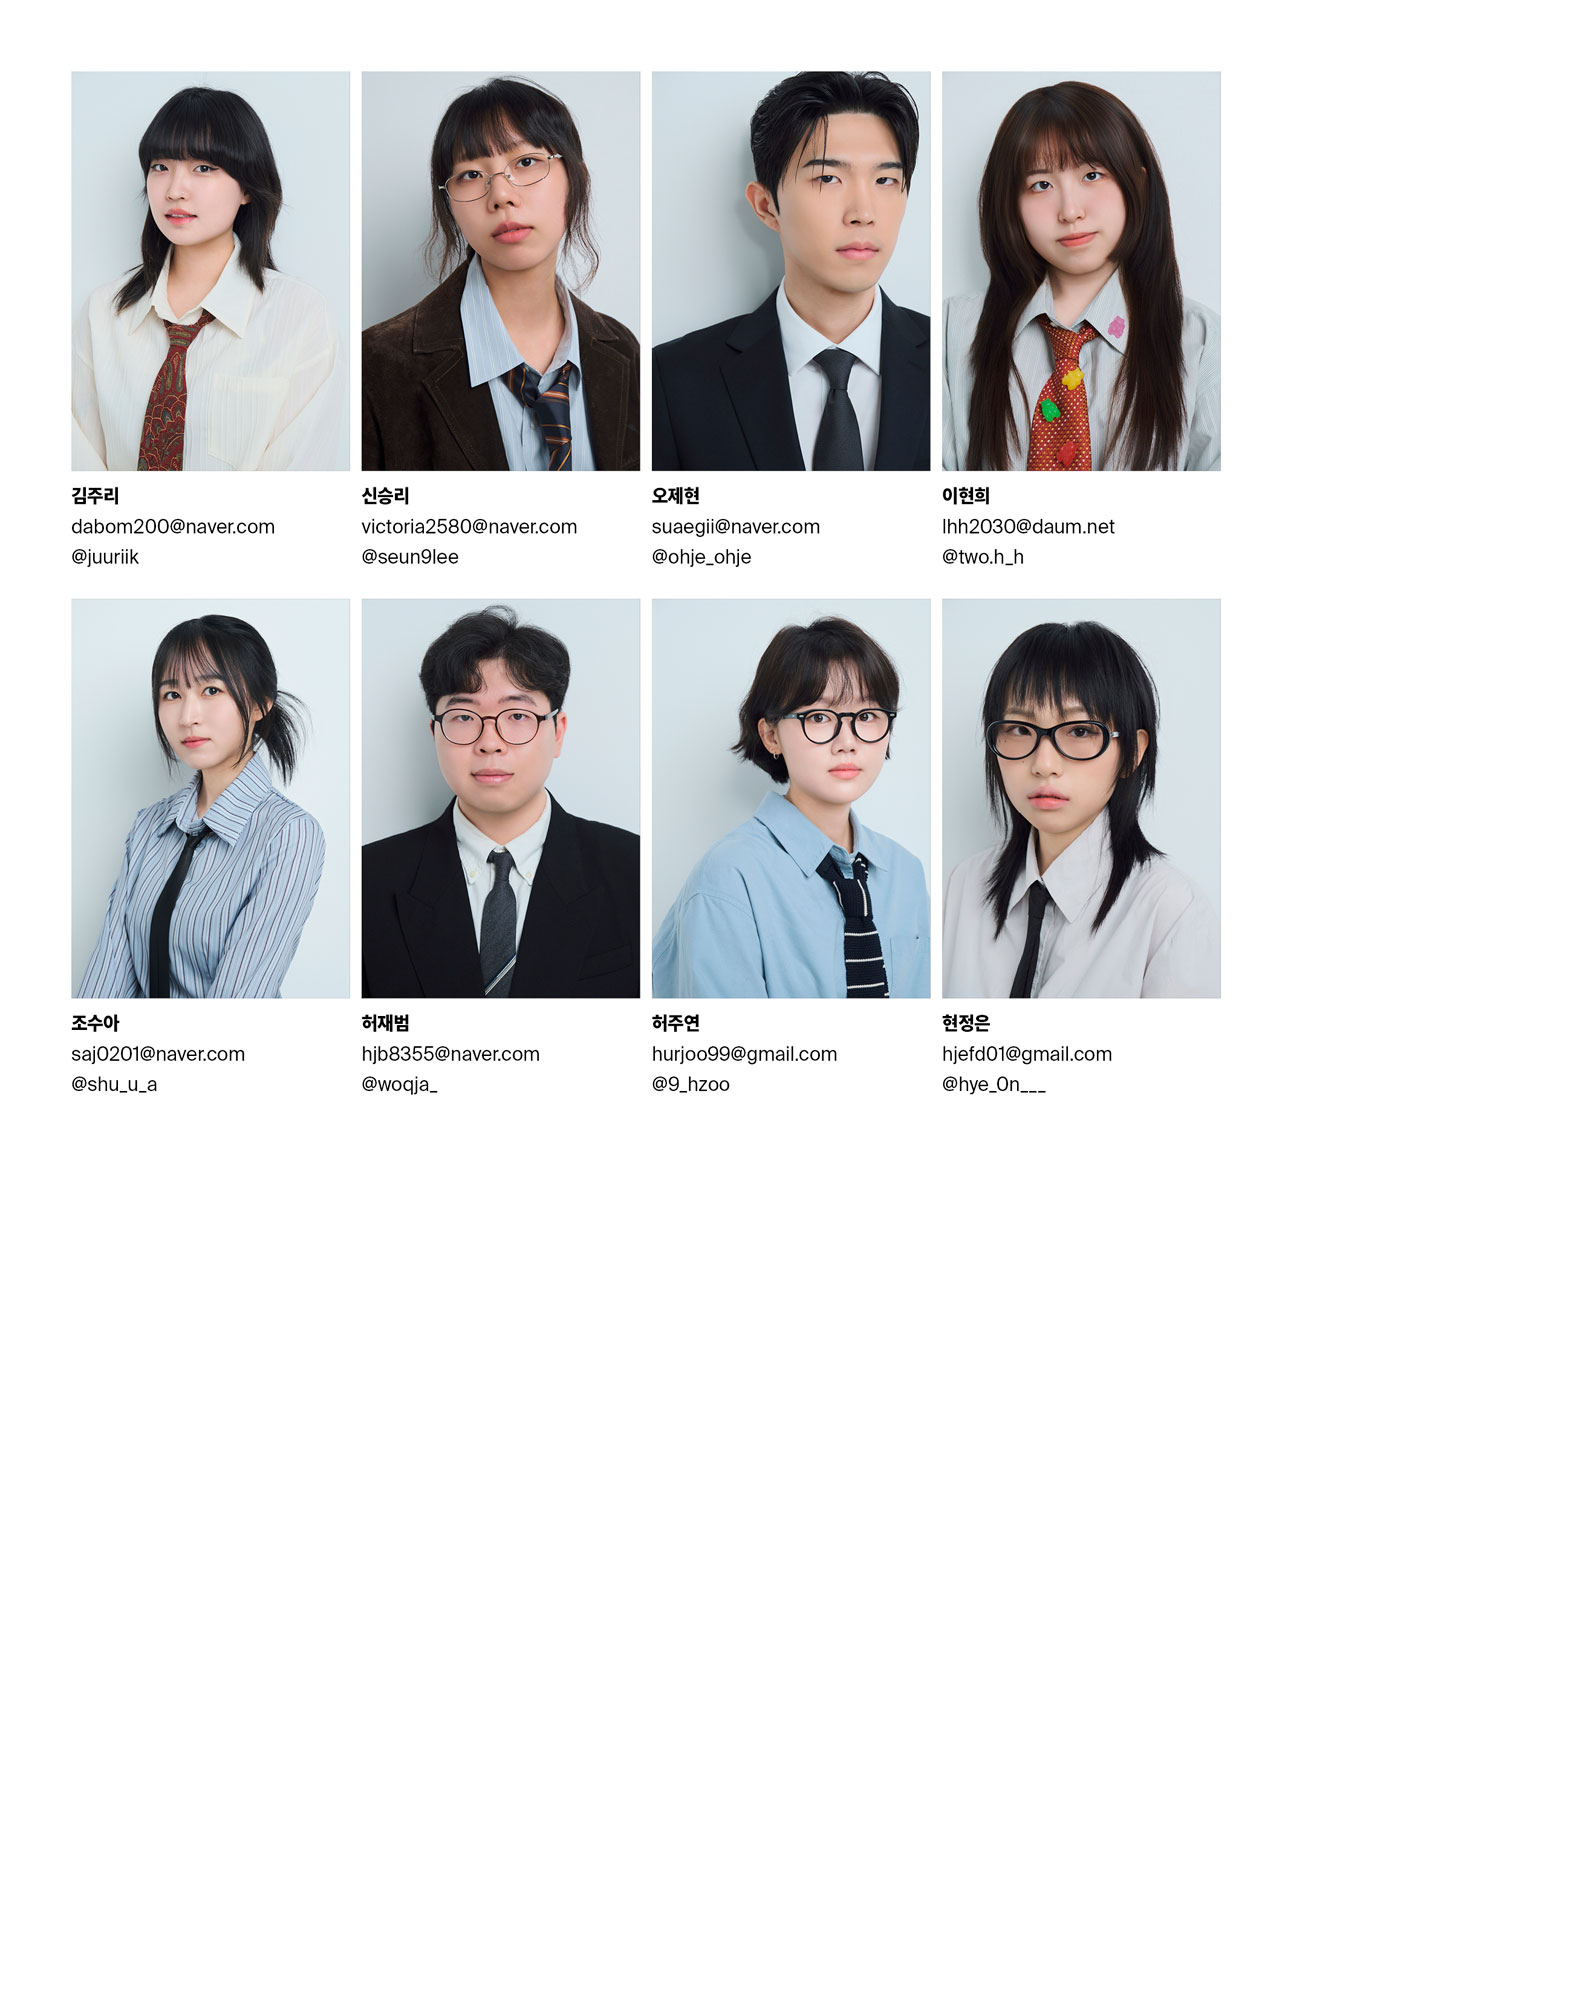 김주리
dabom200@naver.com
@juuriik
신승리
victoria2580@naver.com
@seun9lee
오제현
suaegii@naver.com
@ohje_ohje
이현희
lhh2030@daum.net
@two.h_h
조수아
saj0201@naver.com
@shu_u_a
허재범
hjb8355@naver.com
@woqja_
허주연
hurjoo99@gmail.com
@9_hzoo
현정은
hjefd01@gmail.com
@hye_0n___